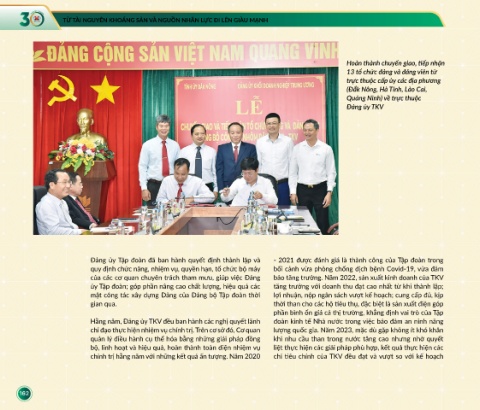 30 TỪ TÀI NGUYÊN KHOÁNG SẢN VÀ NGUỒN NHÂN LỰC ĐI LÊN GIÀU MẠNH
ĐẢNG CỘNG SẢN VIỆT NAM QUANG VINH
TỈNH ỦY ĐẮK NÔNG ĐẢNG ỦY KHỐI DOANH NGHIỆP TRUNG ƯƠNG
LỄ
Hoàn thành chuyển giao, tiếp nhận
13 tổ chức đảng và đảng viên từ
trực thuộc cấp ủy các địa phương
(Đắk Nông, Hà Tĩnh, Lào Cai,
Quảng Ninh) về trực thuộc
Đảng ủy TKV
Đảng ủy Tập đoàn đã ban hành quyết định thành lập và
quy định chức năng, nhiệm vụ, quyền hạn, tổ chức bộ máy
của các cơ quan chuyên trách tham mưu, giúp việc Đảng
ủy Tập đoàn; góp phần nâng cao chất lượng, hiệu quả các
mặt công tác xây dựng Đảng của Đảng bộ Tập đoàn thời
gian qua.
Hằng năm, Đảng ủy TKV đều ban hành các nghị quyết lãnh
chỉ đạo thực hiện nhiệm vụ chính trị. Trên cơ sở đó, Cơ quan
quản lý điều hành cụ thể hóa bằng những giải pháp đồng
bộ, linh hoạt và hiệu quả, hoàn thành toàn diện nhiệm vụ
chính trị hằng năm với những kết quả ấn tượng. Năm 2020
- 2021 được đánh giá là thành công của Tập đoàn trong
bối cảnh vừa phòng chống dịch bệnh Covid-19, vừa đảm
bảo tăng trưởng. Năm 2022, sản xuất kinh doanh của TKV
tăng trưởng với doanh thu đạt cao nhất từ khi thành lập;
lợi nhuận, nộp ngân sách vượt kế hoạch; cung cấp đủ, kịp
thời than cho các hộ tiêu thụ, đặc biệt là sản xuất điện góp
phần bình ổn giá cả thị trường, khẳng định vai trò của Tập
đoàn kinh tế Nhà nước trong việc bảo đảm an ninh năng
lượng quốc gia. Năm 2023, mặc dù gặp không ít khó khăn
khi nhu cầu than trong nước tăng cao nhưng nhờ quyết
liệt thực hiện các giải pháp phù hợp, kết quả thực hiện các
chỉ tiêu chính của TKV đều đạt và vượt so với kế hoạch
162